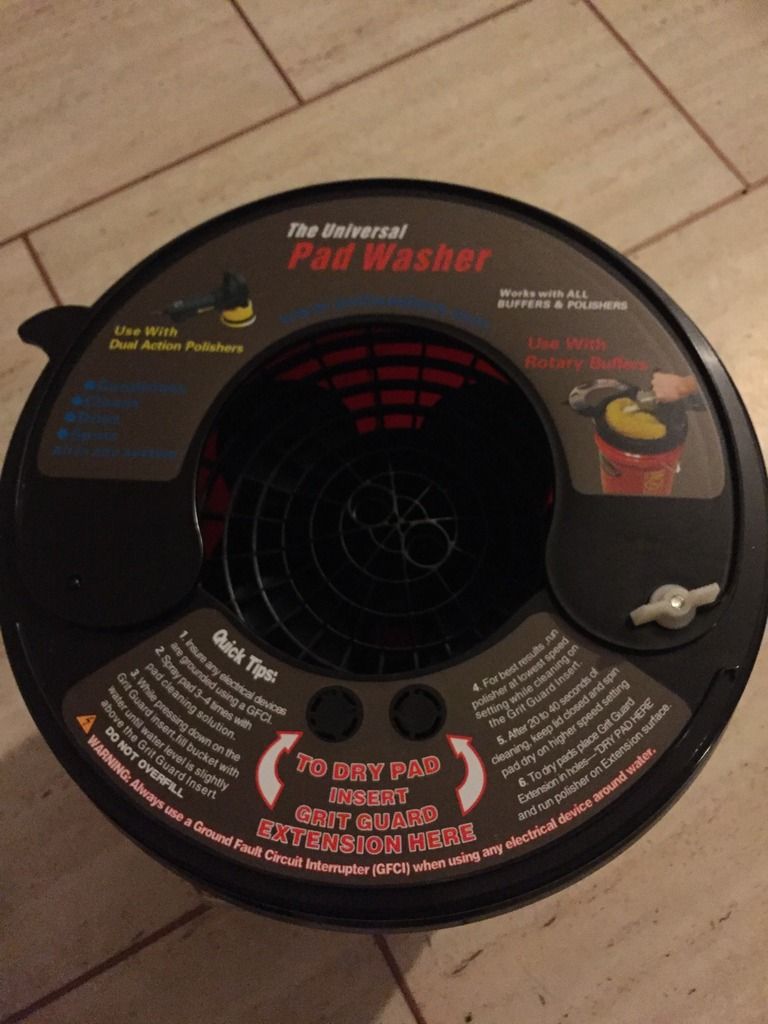 The Universal
Pad Washer
Use With
Dual Action Polishers
Works with ALL
BUFFERS & POLISHERS
Use With
Rotary Buffers
Quick Tips:
1. Insure any electrical devices
are grounded using a GFCI.
2. Spray pad 3-4 times with
pad cleaning solution.
3. While pressing down on the
Grit Guard Insert, fill bucket with
water until water level is slightly
above the Grit Guard Insert
DO NOT OVERFILL.
4. For best results, run
polisher at lowest speed
setting while cleaning on
the Grit Guard Insert.
5. After 20 to 40 seconds of
cleaning, keep lid closed and spin
pad dry on higher speed setting
6. To dry pads place Grit Guard
Extension in holes—"DRY PAD HERE"
and run polisher on Extension surface.
TO DRY PAD
INSERT
GRIT GUARD
EXTENSION HERE
WARNING: Always use a Ground Fault Circuit Interrupter (GFCI) when using any electrical device around water.